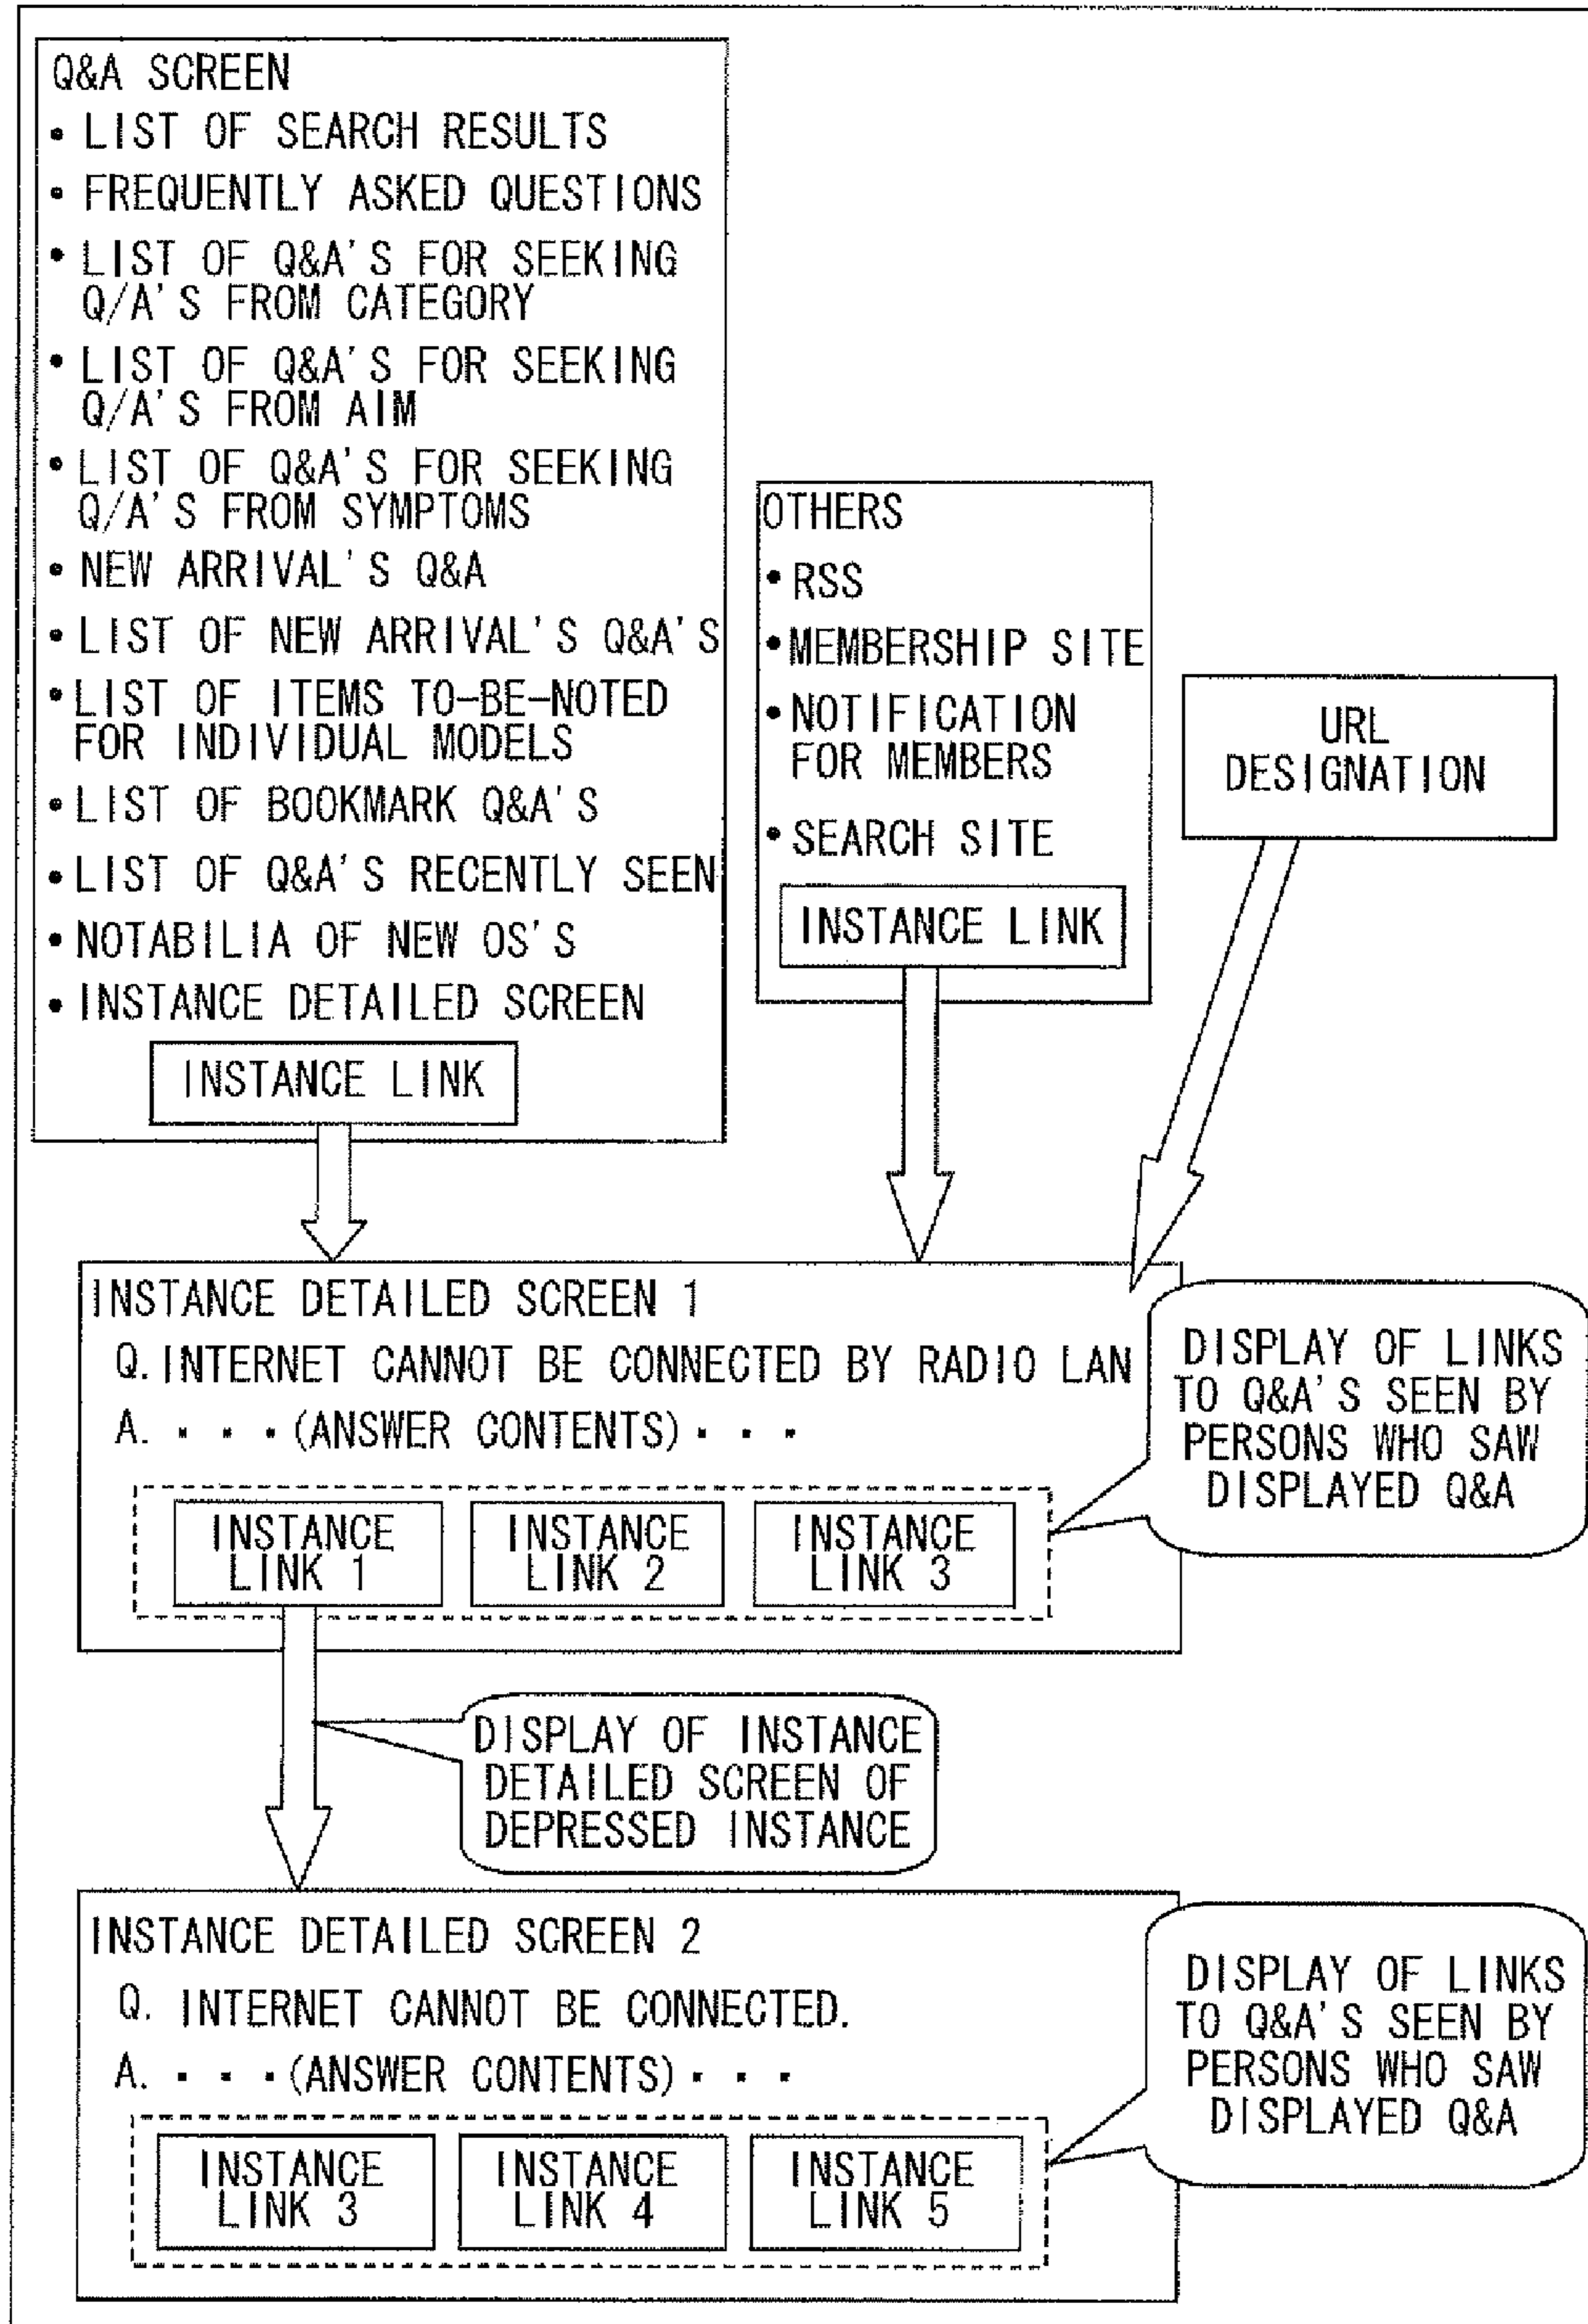 Q&A SCREEN
• LIST OF SEARCH RESULTS
• FREQUENTLY ASKED QUESTIONS
• LIST OF Q&A'S FOR SEEKING
Q/A'S FROM CATEGORY
• LIST OF Q&A'S FOR SEEKING
Q/A'S FROM AIM
• LIST OF Q&A'S FOR SEEKING
Q/A'S FROM SYMPTOMS
• NEW ARRIVAL'S Q&A
• LIST OF NEW ARRIVAL'S Q&A'S
• LIST OF ITEMS TO-BE-NOTED
FOR INDIVIDUAL MODELS
• LIST OF BOOKMARK Q&A'S
• LIST OF Q&A'S RECENTLY SEEN
• NOTABILIA OF NEW OS'S
• INSTANCE DETAILED SCREEN
INSTANCE LINK
OTHERS
• RSS
• MEMBERSHIP SITE
• NOTIFICATION
FOR MEMBERS
• SEARCH SITE
INSTANCE LINK
URL
DESIGNATION
INSTANCE DETAILED SCREEN 1
Q. INTERNET CANNOT BE CONNECTED BY RADIO LAN
A. • • • (ANSWER CONTENTS) • • •
INSTANCE
LINK 1
INSTANCE
LINK 2
INSTANCE
LINK 3
DISPLAY OF LINKS
TO Q&A'S SEEN BY
PERSONS WHO SAW
DISPLAYED Q&A
DISPLAY OF INSTANCE
DETAILED SCREEN OF
DEPRESSED INSTANCE
INSTANCE DETAILED SCREEN 2
Q. INTERNET CANNOT BE CONNECTED.
A. • • • (ANSWER CONTENTS) • • •
INSTANCE
LINK 3
INSTANCE
LINK 4
INSTANCE
LINK 5
DISPLAY OF LINKS
TO Q&A'S SEEN BY
PERSONS WHO SAW
DISPLAYED Q&A